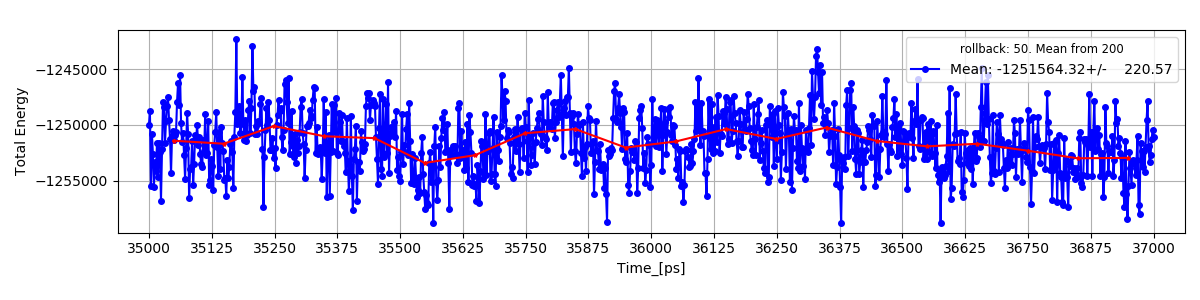 rollback: 50. Mean from 200
Mean: -1251564.32+/-    220.57
Total Energy
−1245000
−1250000
−1255000
35000 35125 35250 35375 35500 35625 35750 35875 36000 36125 36250 36375 36500 36625 36750 36875 37000
Time_[ps]